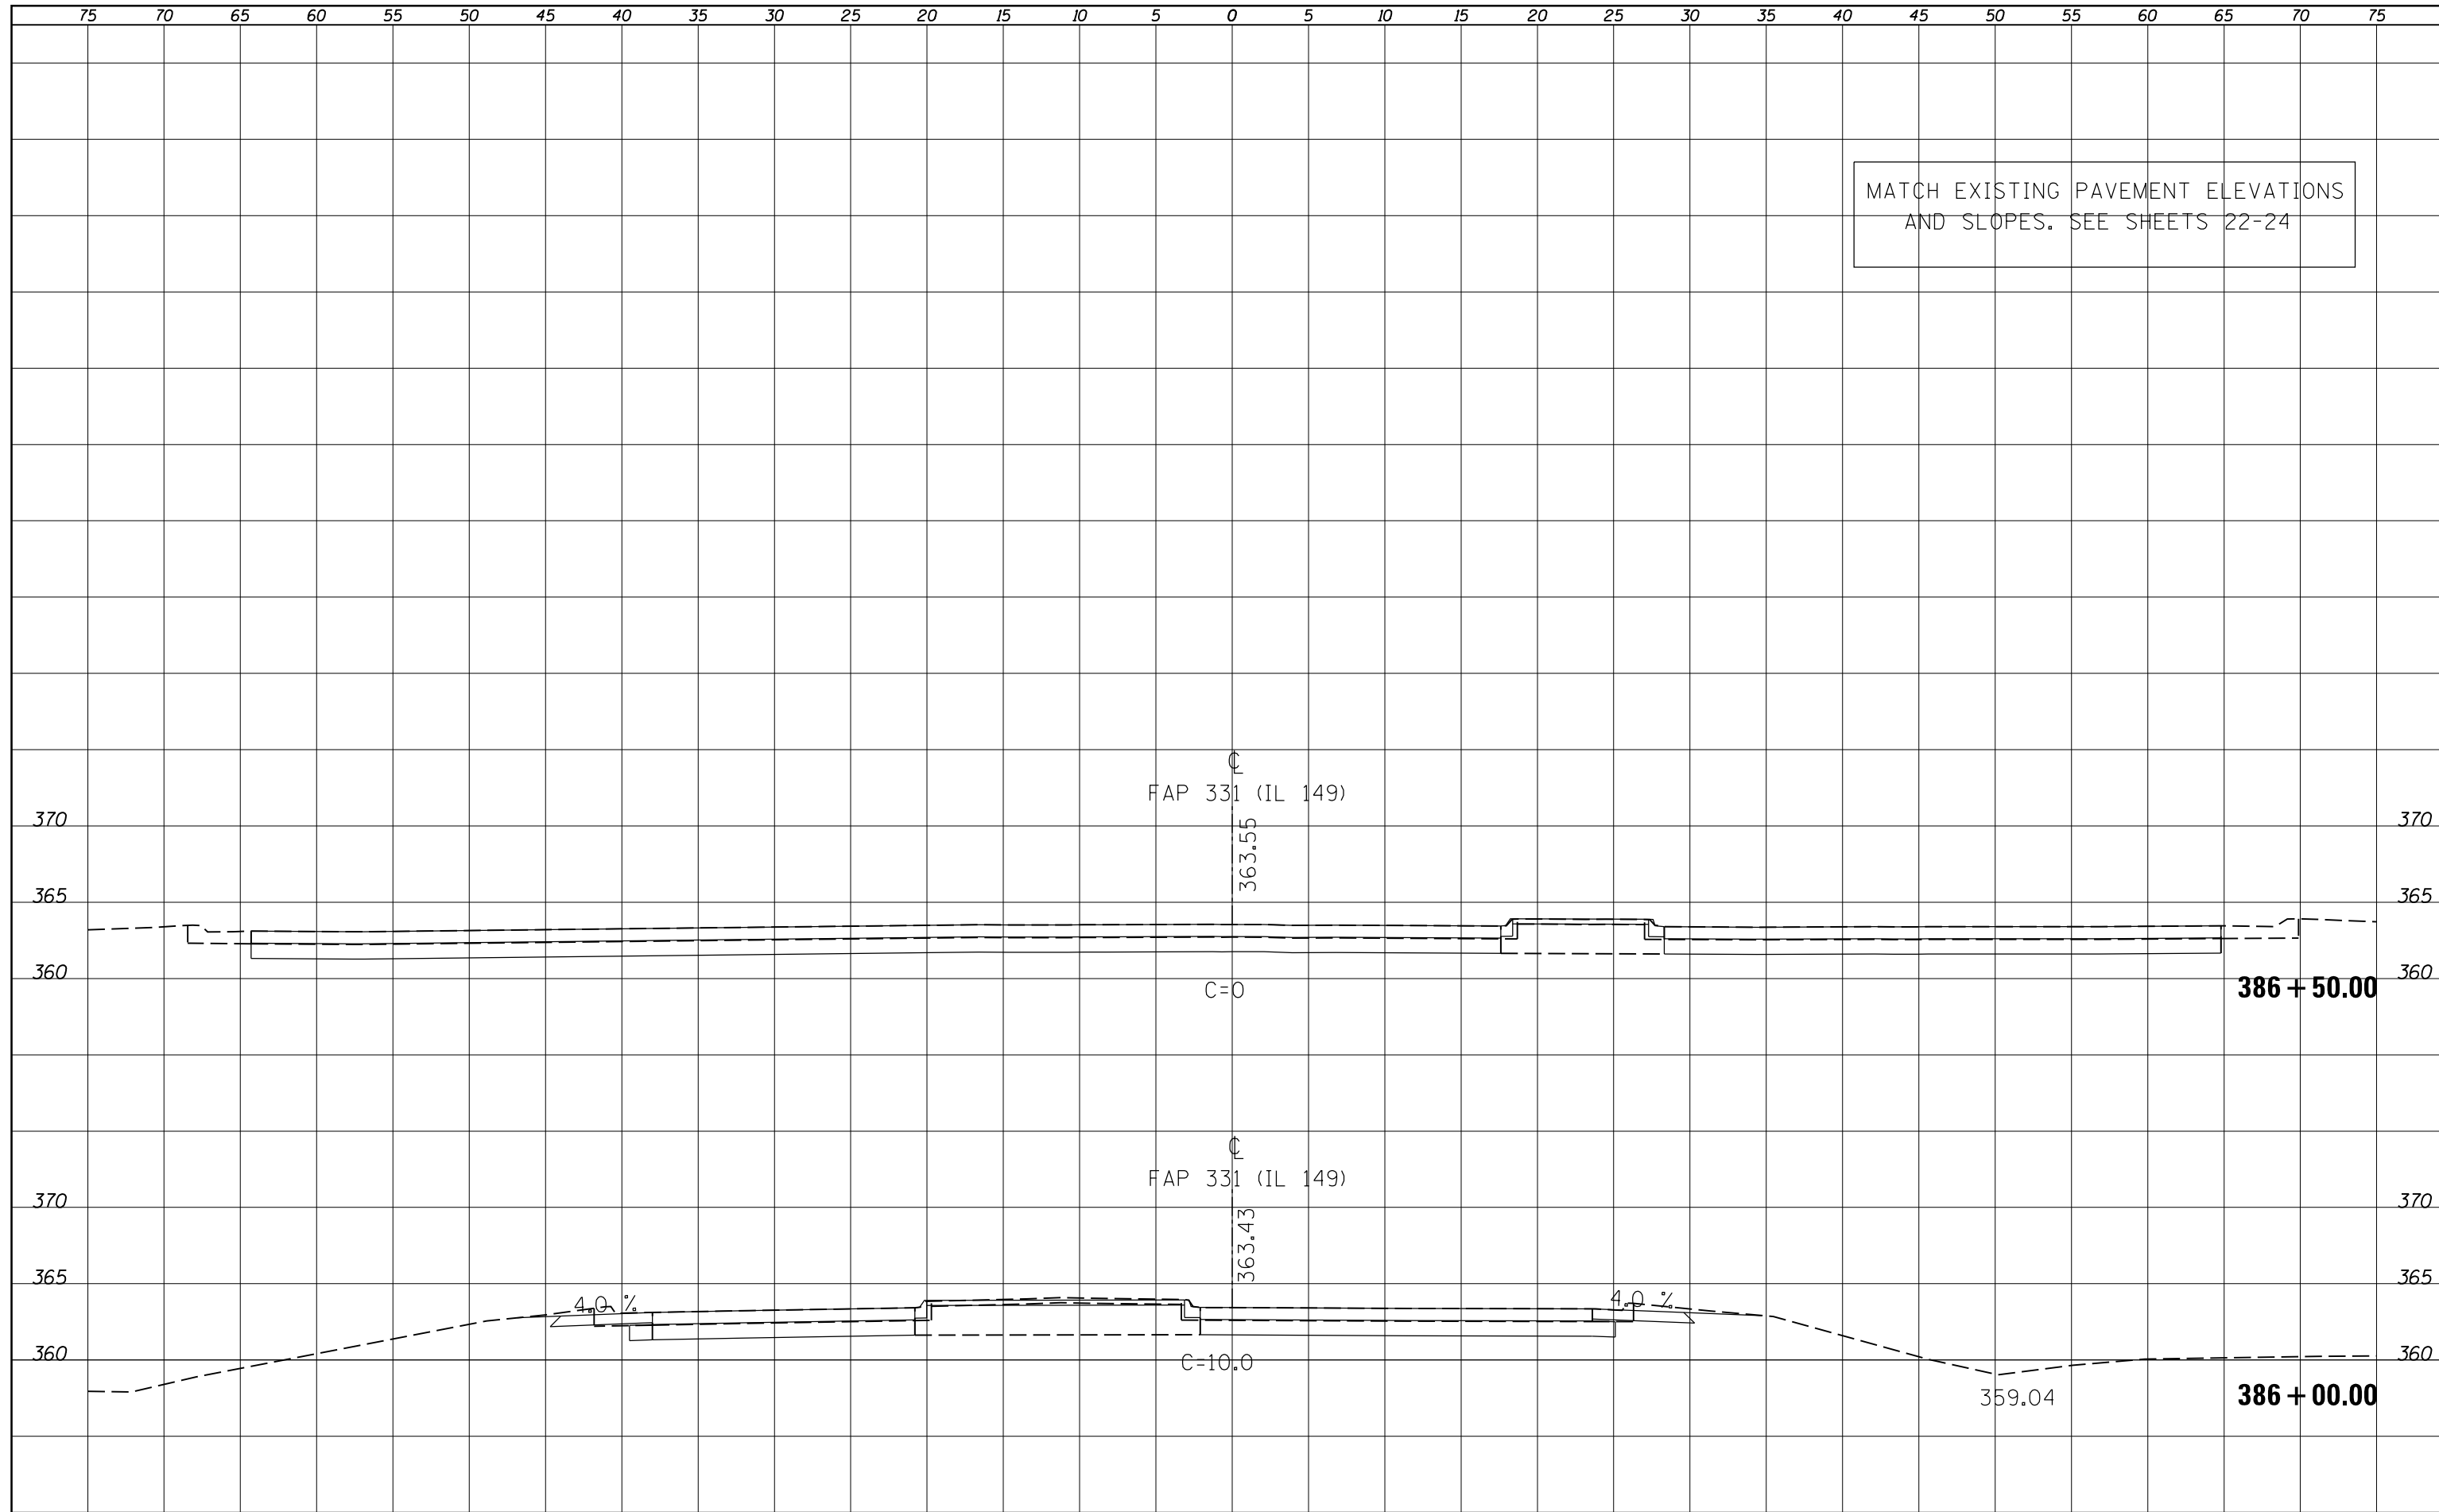 75 70 65 60 55 50 45 40 35 30 25 20 15 10 5 0 5 10 15 20 25 30 35 40 45 50 55 60 65 70 75
MATCH EXISTING PAVEMENT ELEVATIONS
AND SLOPES. SEE SHEETS 22-24
℄
FAP 331 (IL 149)
363.55
370 370
365 365
360 360
C=0
386+50.00
℄
FAP 331 (IL 149)
363.43
370 370
365 365
4.0 % 4.0 %
360 360
C=10.0
359.04
386+00.00